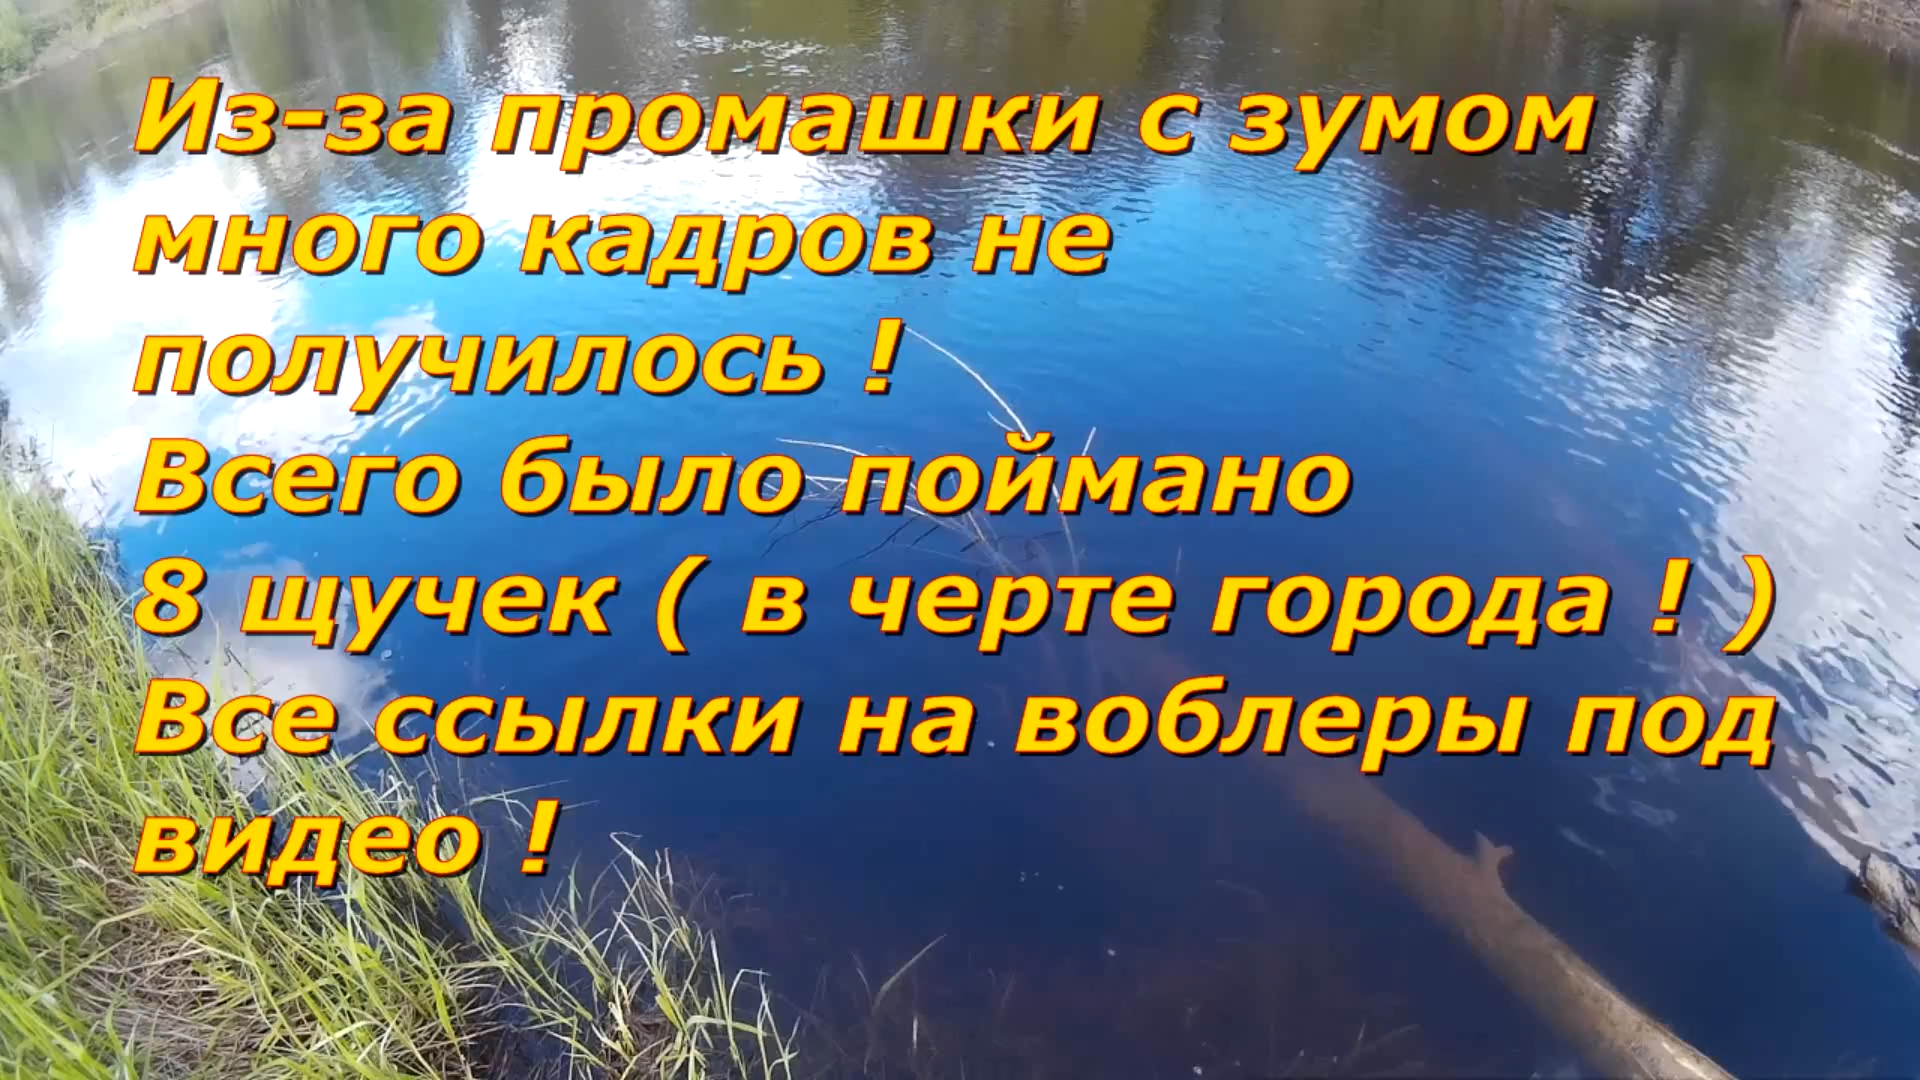 Из-за промашки с зумом
много кадров не
получилось !
Всего было поймано
8 щучек ( в черте города ! )
Все ссылки на воблеры под
видео !